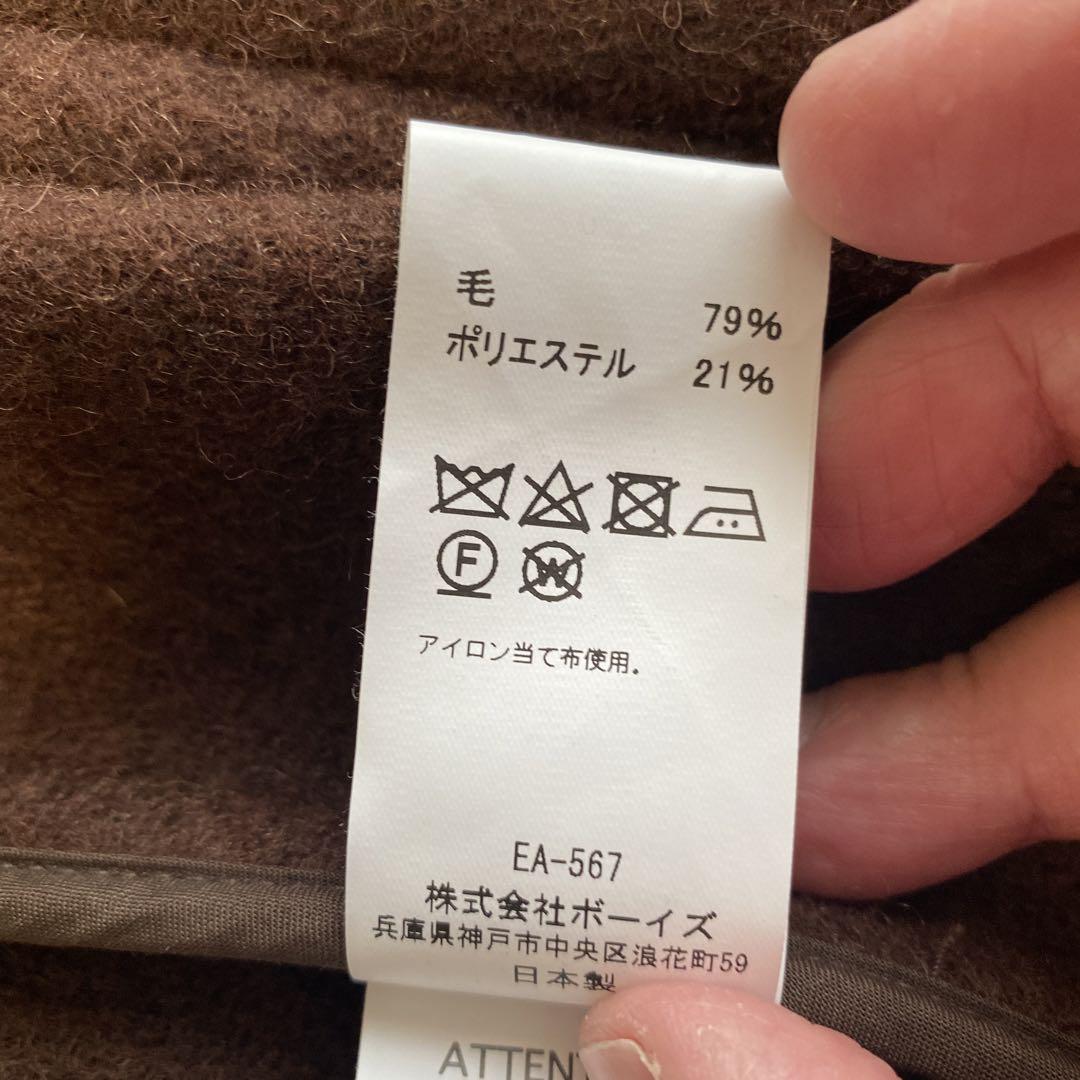 毛 79%
ポリエステル 21%
F W
アイロン当て布使用。
EA-567
株式会社ボーイズ
兵庫県神戸市中央区浪花町59
日本製